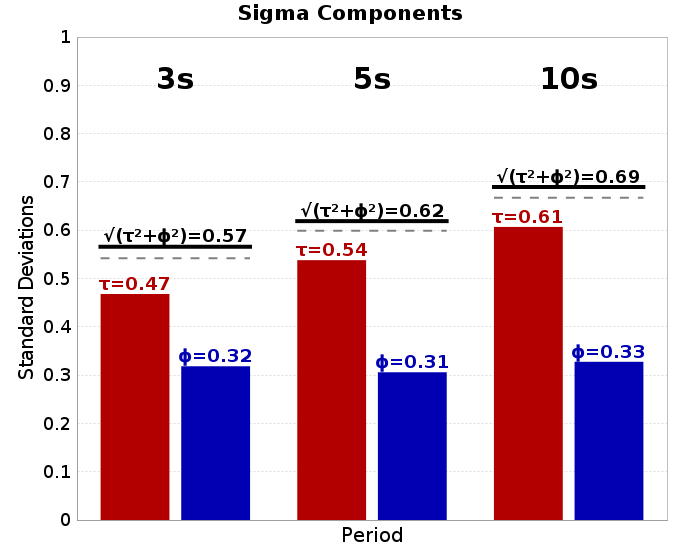 Sigma Components
1
0.9
0.8
0.7
0.6
0.5
0.4
0.3
0.2
0.1
0
Standard Deviations
3s
5s
10s
√(τ²+ϕ²)=0.57
τ=0.47
ϕ=0.32
√(τ²+ϕ²)=0.62
τ=0.54
ϕ=0.31
√(τ²+ϕ²)=0.69
τ=0.61
ϕ=0.33
Period